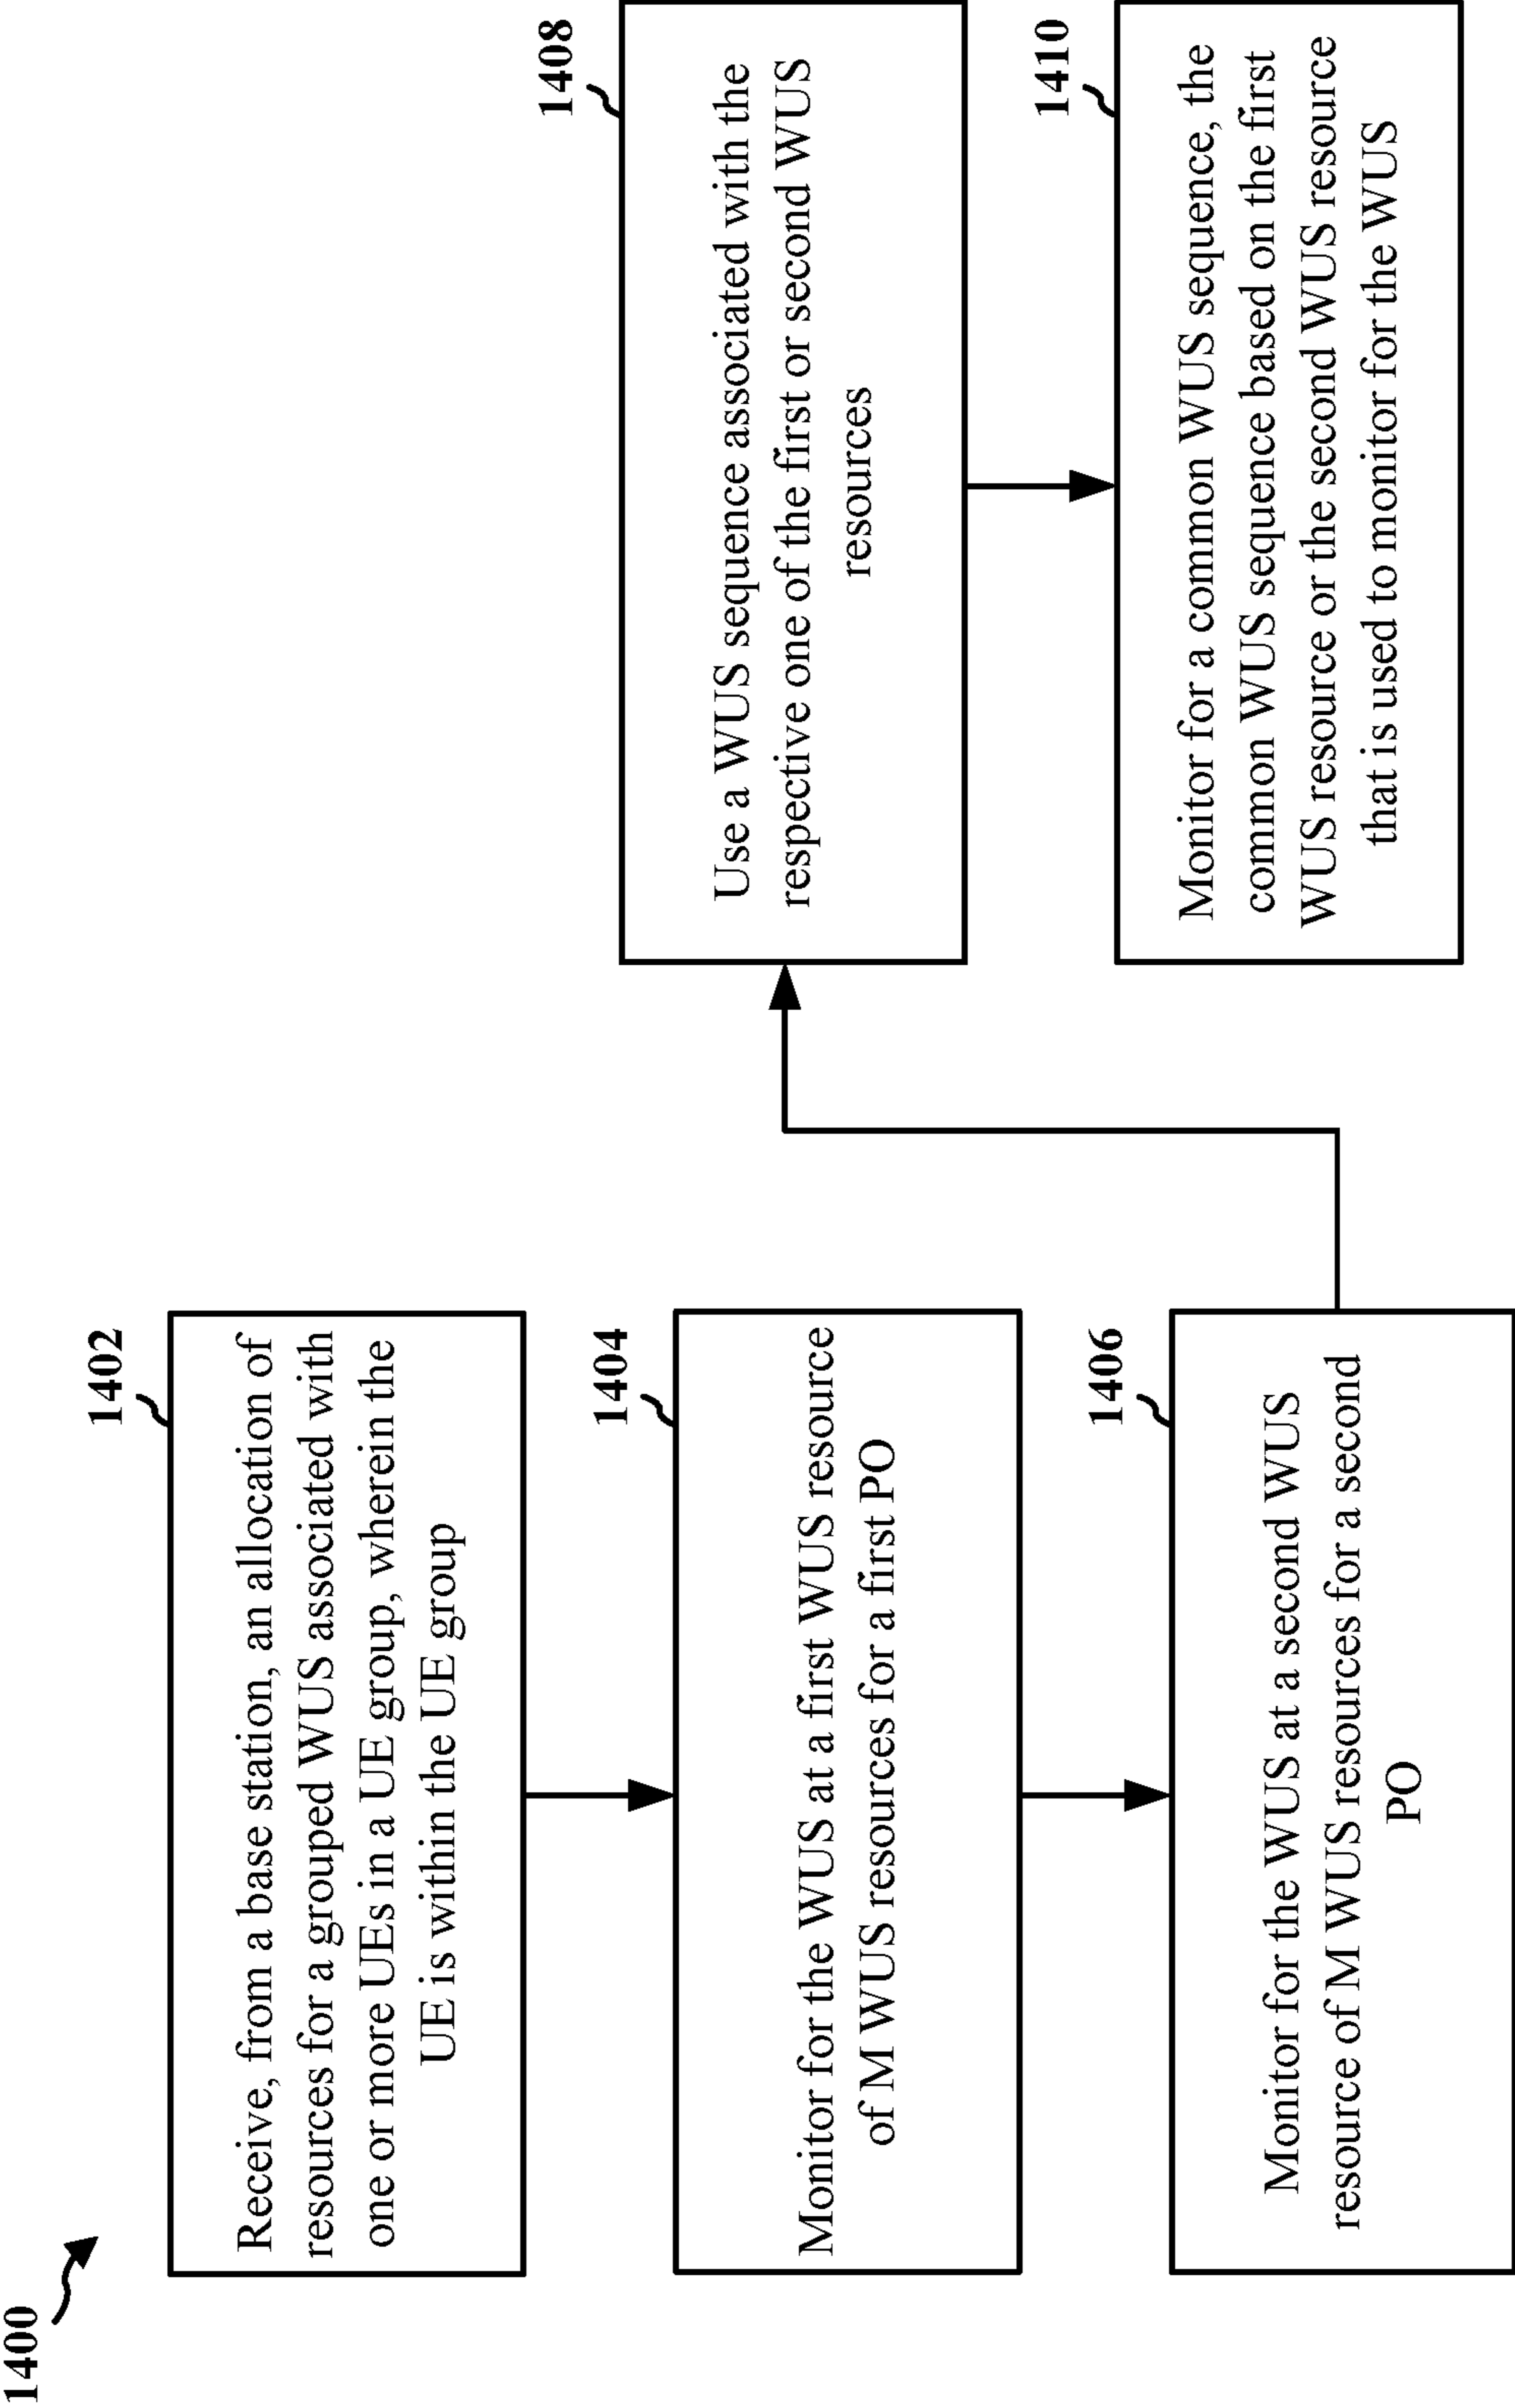 1400
1402
Receive, from a base station, an allocation of
resources for a grouped WUS associated with
one or more UEs in a UE group, wherein the
UE is within the UE group
1404
Monitor for the WUS at a first WUS resource
of M WUS resources for a first PO
1406
Monitor for the WUS at a second WUS
resource of M WUS resources for a second
PO
1408
Use a WUS sequence associated with the
respective one of the first or second WUS
resources
1410
Monitor for a common WUS sequence, the
common WUS sequence based on the first
WUS resource or the second WUS resource
that is used to monitor for the WUS